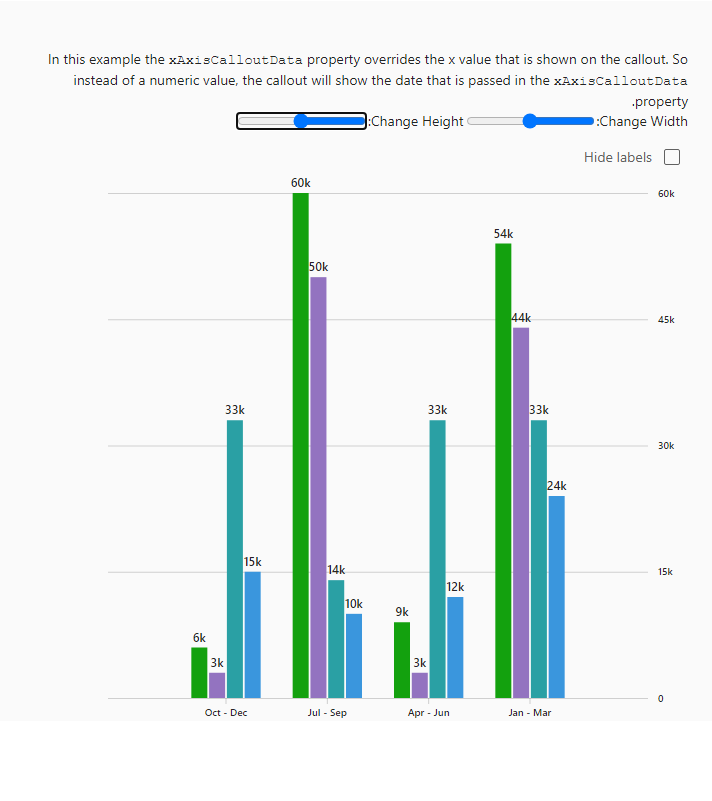 In this example the xAxisCalloutData property overrides the x value that is shown on the callout. So
instead of a numeric value, the callout will show the date that is passed in the xAxisCalloutData
.property
:Change Height :Change Width
Hide labels
60k
60k
54k
50k
45k
44k
33k
33k
33k
30k
24k
15k
15k
14k
12k
10k
9k
6k
3k
3k
0
Oct - Dec Jul - Sep Apr - Jun Jan - Mar